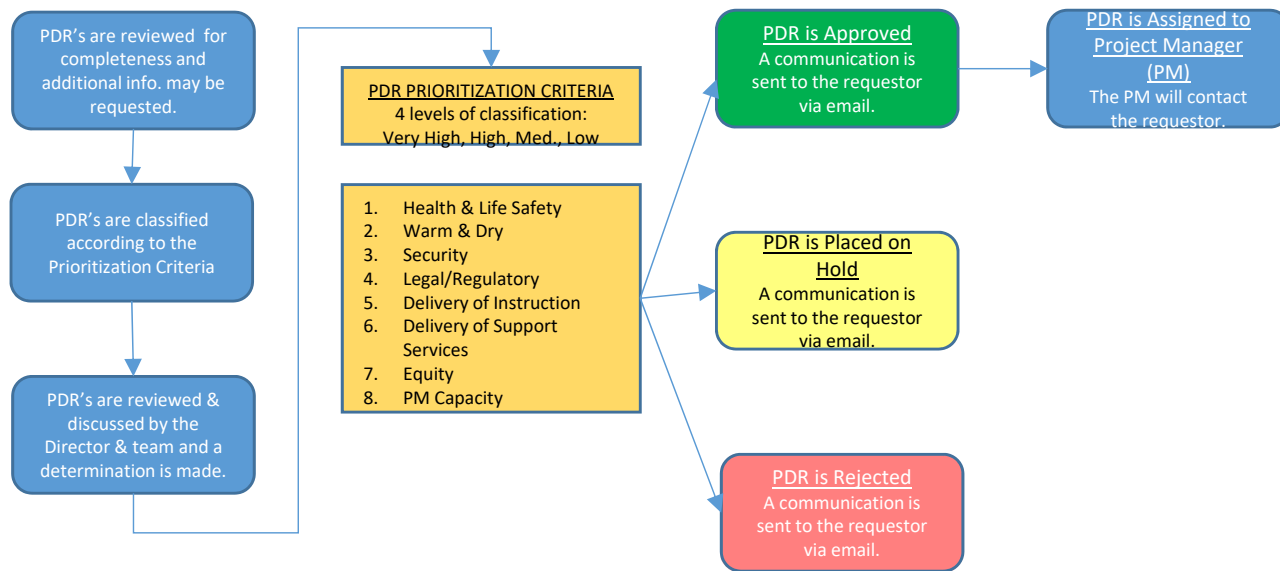 PDR's are reviewed for
completeness and
additional info. may be
requested.
PDR's are classified
according to the
Prioritization Criteria
PDR's are reviewed &
discussed by the
Director & team and a
determination is made.
PDR PRIORITIZATION CRITERIA
4 levels of classification:
Very High, High, Med., Low
1. Health & Life Safety
2. Warm & Dry
3. Security
4. Legal/Regulatory
5. Delivery of Instruction
6. Delivery of Support
Services
7. Equity
8. PM Capacity
PDR is Approved
A communication is
sent to the requestor
via email.
PDR is Placed on
Hold
A communication is
sent to the requestor
via email.
PDR is Rejected
A communication is
sent to the requestor
via email.
PDR is Assigned to
Project Manager
(PM)
The PM will contact
the requestor.